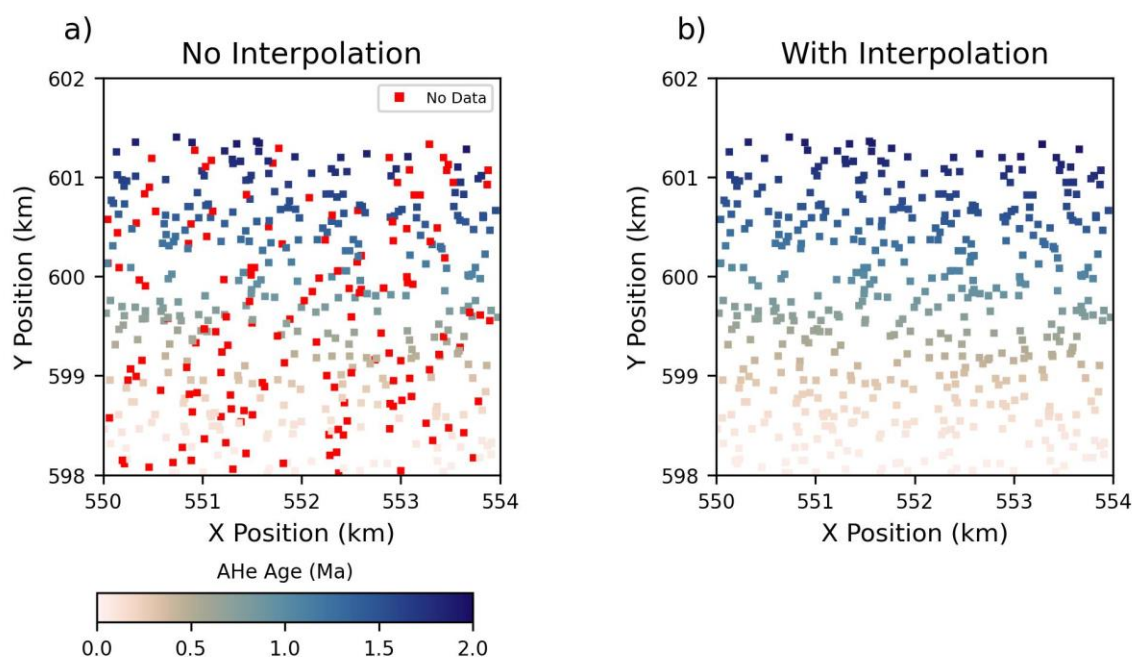 a)
No Interpolation
No Data
602
601
600
599
598
Y Position (km)
550
551
552
553
554
X Position (km)
b)
With Interpolation
602
601
600
599
598
Y Position (km)
550
551
552
553
554
X Position (km)
AHe Age (Ma)
0.0
0.5
1.0
1.5
2.0